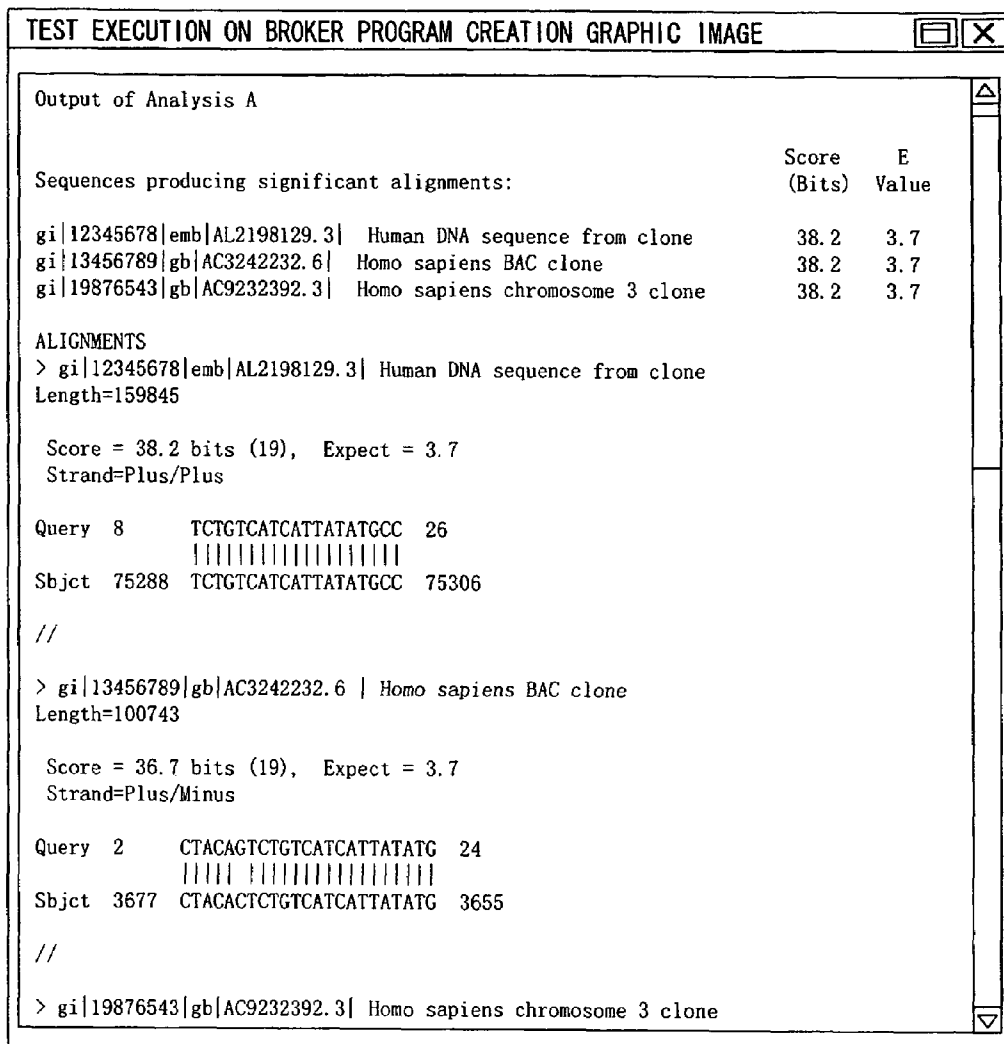 TEST EXECUTION ON BROKER PROGRAM CREATION GRAPHIC IMAGE
Output of Analysis A
Score E
Sequences producing significant alignments: (Bits) Value
gi|12345678|emb|AL2198129.3| Human DNA sequence from clone 38.2 3.7
gi|13456789|gb|AC3242232.6| Homo sapiens BAC clone 38.2 3.7
gi|19876543|gb|AC9232392.3| Homo sapiens chromosome 3 clone 38.2 3.7
ALIGNMENTS
> gi|12345678|emb|AL2198129.3| Human DNA sequence from clone
Length=159845
Score = 38.2 bits (19), Expect = 3.7
Strand=Plus/Plus
Query 8 TCTGTCATCATTATATGCC 26
|||||||||||||||||||
Sbjct 75288 TCTGTCATCATTATATGCC 75306
//
> gi|13456789|gb|AC3242232.6 | Homo sapiens BAC clone
Length=100743
Score = 36.7 bits (19), Expect = 3.7
Strand=Plus/Minus
Query 2 CTACAGTCTGTCATCATTATATG 24
||||| |||||||||||||||||
Sbjct 3677 CTACACTCTGTCATCATTATATG 3655
//
> gi|19876543|gb|AC9232392.3| Homo sapiens chromosome 3 clone